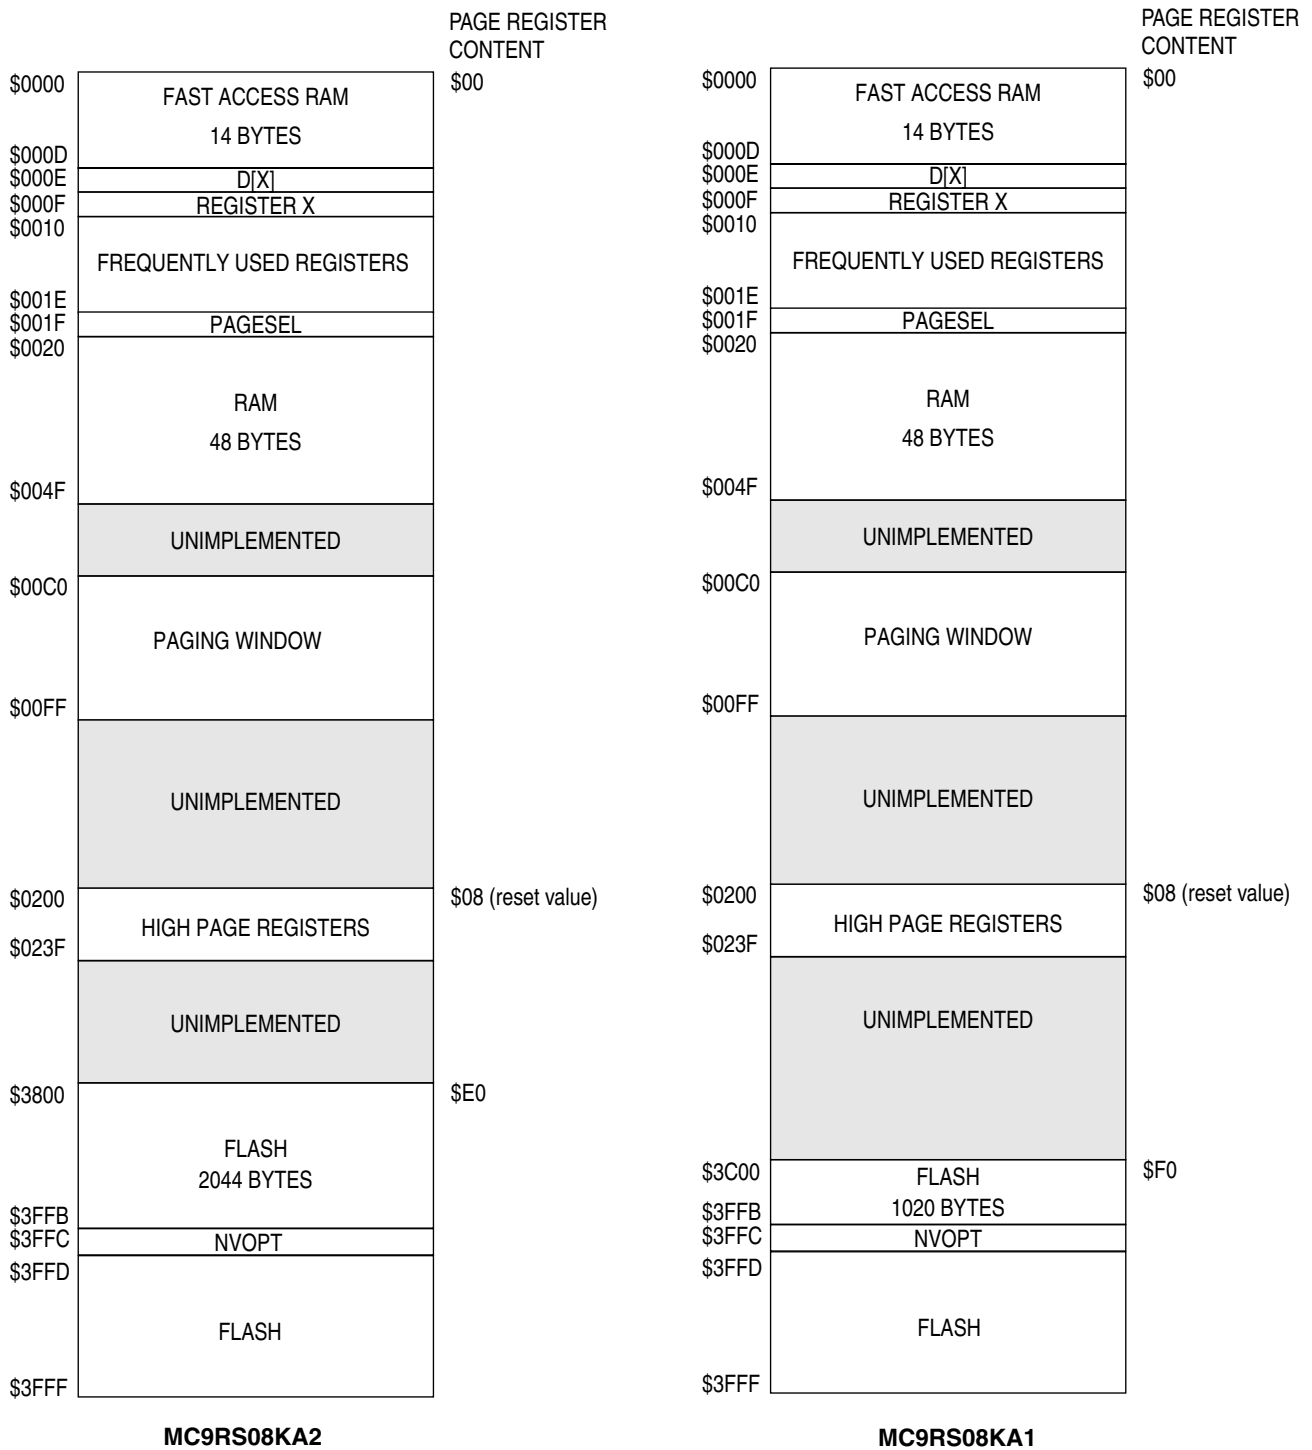 PAGE REGISTER
CONTENT
$0000
FAST ACCESS RAM
$00
14 BYTES
$000D
$000E
D[X]
$000F
REGISTER X
$0010
FREQUENTLY USED REGISTERS
$001E
$001F
PAGESEL
$0020
RAM
48 BYTES
$004F
UNIMPLEMENTED
$00C0
PAGING WINDOW
$00FF
UNIMPLEMENTED
$0200
$08 (reset value)
HIGH PAGE REGISTERS
$023F
UNIMPLEMENTED
$3800
$E0
FLASH
2044 BYTES
$3FFB
$3FFC
NVOPT
$3FFD
FLASH
$3FFF
MC9RS08KA2
PAGE REGISTER
CONTENT
$0000
FAST ACCESS RAM
$00
14 BYTES
$000D
$000E
D[X]
$000F
REGISTER X
$0010
FREQUENTLY USED REGISTERS
$001E
$001F
PAGESEL
$0020
RAM
48 BYTES
$004F
UNIMPLEMENTED
$00C0
PAGING WINDOW
$00FF
UNIMPLEMENTED
$0200
$08 (reset value)
HIGH PAGE REGISTERS
$023F
UNIMPLEMENTED
$3C00
$F0
FLASH
1020 BYTES
$3FFB
$3FFC
NVOPT
$3FFD
FLASH
$3FFF
MC9RS08KA1